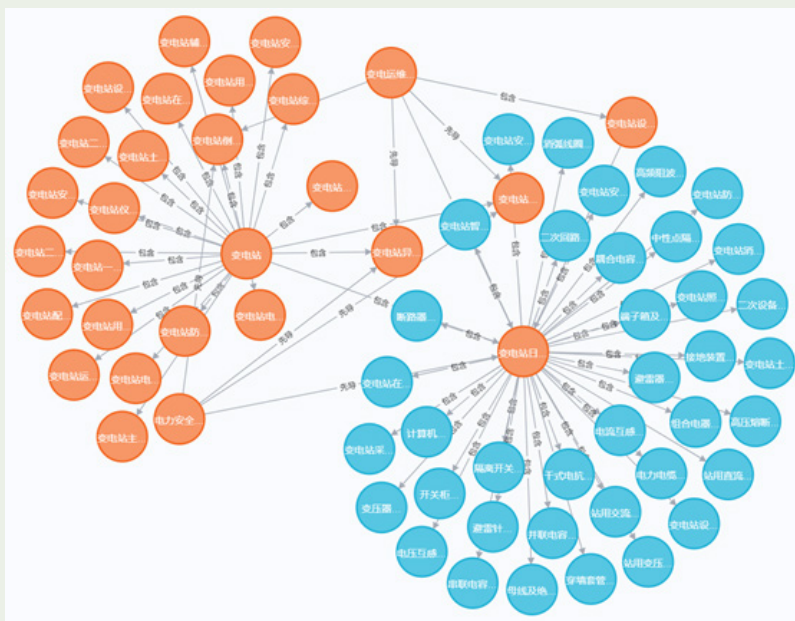 变电站辅...
变电站安...
变电站设...
变电站在...
变电站用...
变电站综...
变电运维...
变电站设...
变电站二...
变电站土...
变电站倒...
变电站安...
消弧线圈...
高频阻波...
变电站安...
变电站仪...
变电站...
变电站...
变电站安...
变电站防...
变电站二...
变电站一...
变电站
变电站异...
变电站智...
二次回路...
耦合电容...
中性点隔...
变电站消...
变电站配...
变电站用...
变电站防...
变电站电...
断路器...
端子箱及...
变电站照...
二次设备...
变电站运...
变电站电...
变电站日...
避雷器...
接地装置...
变电站土...
变电站主...
电力安全...
变电站在...
组合电器...
高压熔断...
变电站采...
计算机...
隔离开关...
干式电抗...
电流互感...
电力电缆...
站用直流...
变压器...
开关柜...
避雷针...
并联电容...
站用交流...
变电站设...
电压互感...
串联电容...
母线及绝...
穿墙套管...
站用变压...
包含
先导